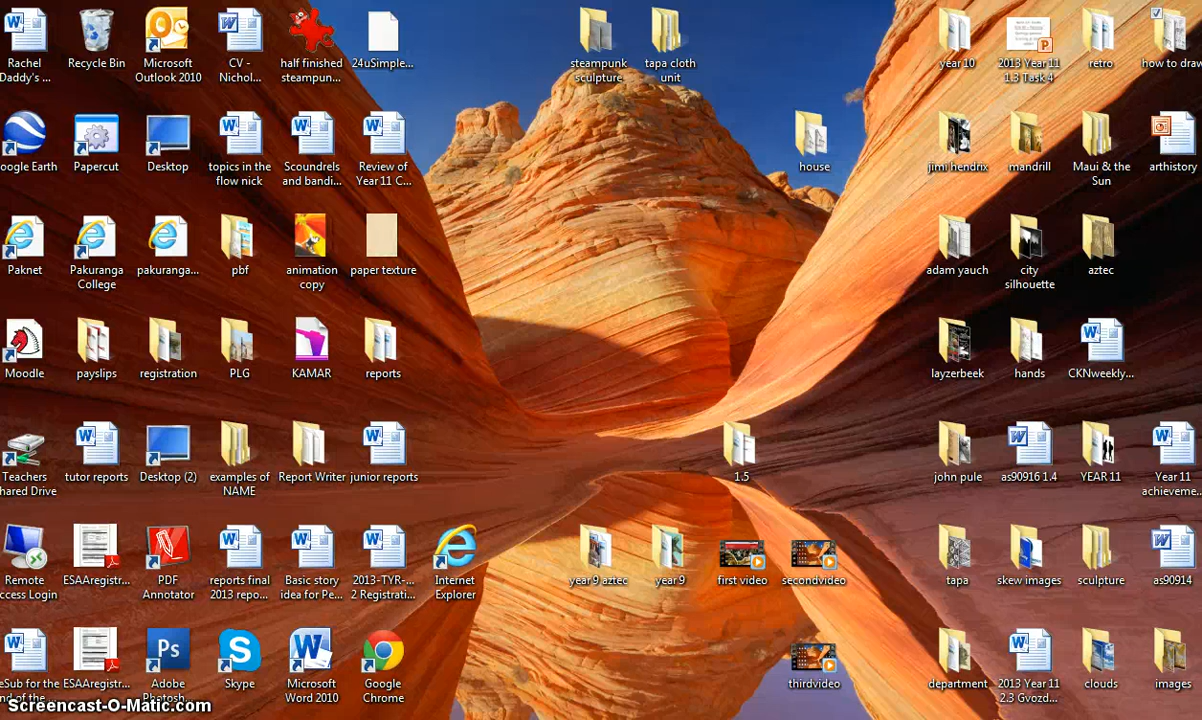 Rachel
Daddy's ...
Recycle Bin
Microsoft
Outlook 2010
CV -
Nichol...
half finished
steampun...
24uSimple...
steampunk
sculpture
tapa cloth
unit
year 10
2013 Year 11
1.3 Task 4
retro
how to draw
oogle Earth
Papercut
Desktop
topics in the
flow nick
Scoundrels
and bandi...
Review of
Year 11 C...
house
jimi hendrix
mandrill
Maui & the
Sun
arthistory
Paknet
Pakuranga
College
pakuranga...
pbf
animation
copy
paper texture
adam yauch
city
silhouette
aztec
Moodle
payslips
registration
PLG
KAMAR
reports
layzerbeek
hands
CKNweekly...
Teachers
hared Drive
tutor reports
Desktop (2)
examples of
NAME
Report Writer
junior reports
1.5
john pule
as90916 1.4
YEAR 11
Year 11
achieveme...
Remote
ccess Login
ESAAregistr...
PDF
Annotator
reports final
2013 repo...
Basic story
idea for Pe...
2013-TYR-...
2 Registrati...
Internet
Explorer
year 9 aztec
year 9
first video
secondvideo
tapa
skew images
sculpture
as90914
eSub for the
nd of the
ESAAregistr...
Adobe
Photosh...
Skype
Microsoft
Word 2010
Google
Chrome
thirdvideo
department
2013 Year 11
2.3 Gvozd...
clouds
images
Screencast-O-Matic.com